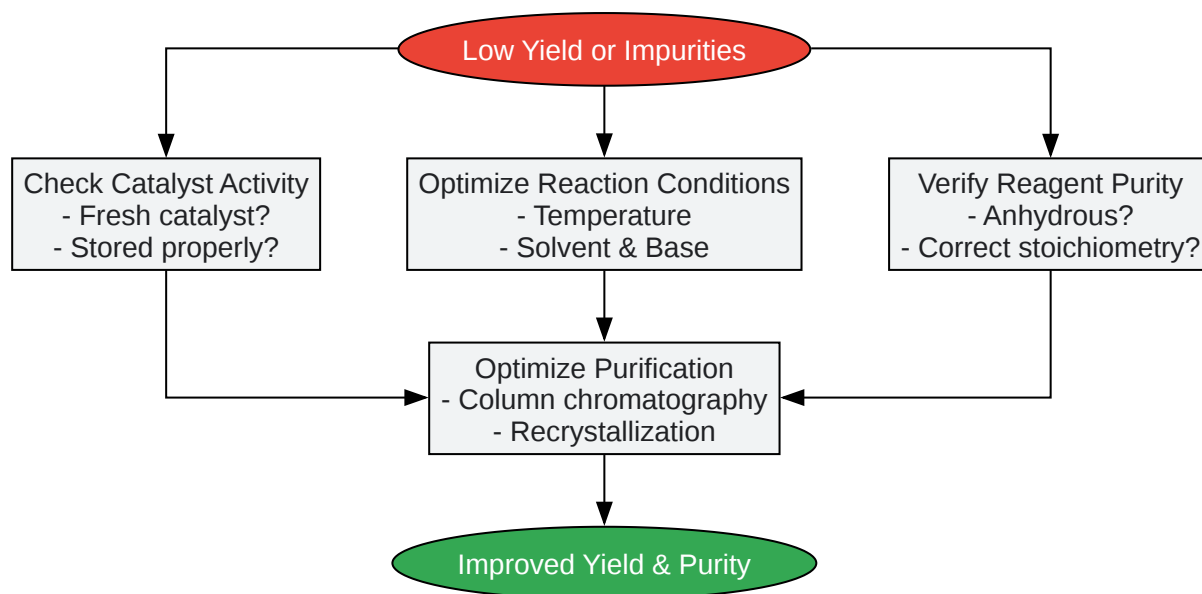 Low Yield or Impurities
Check Catalyst Activity
- Fresh catalyst?
- Stored properly?
Optimize Reaction Conditions
- Temperature
- Solvent & Base
Verify Reagent Purity
- Anhydrous?
- Correct stoichiometry?
Optimize Purification
- Column chromatography
- Recrystallization
Improved Yield & Purity